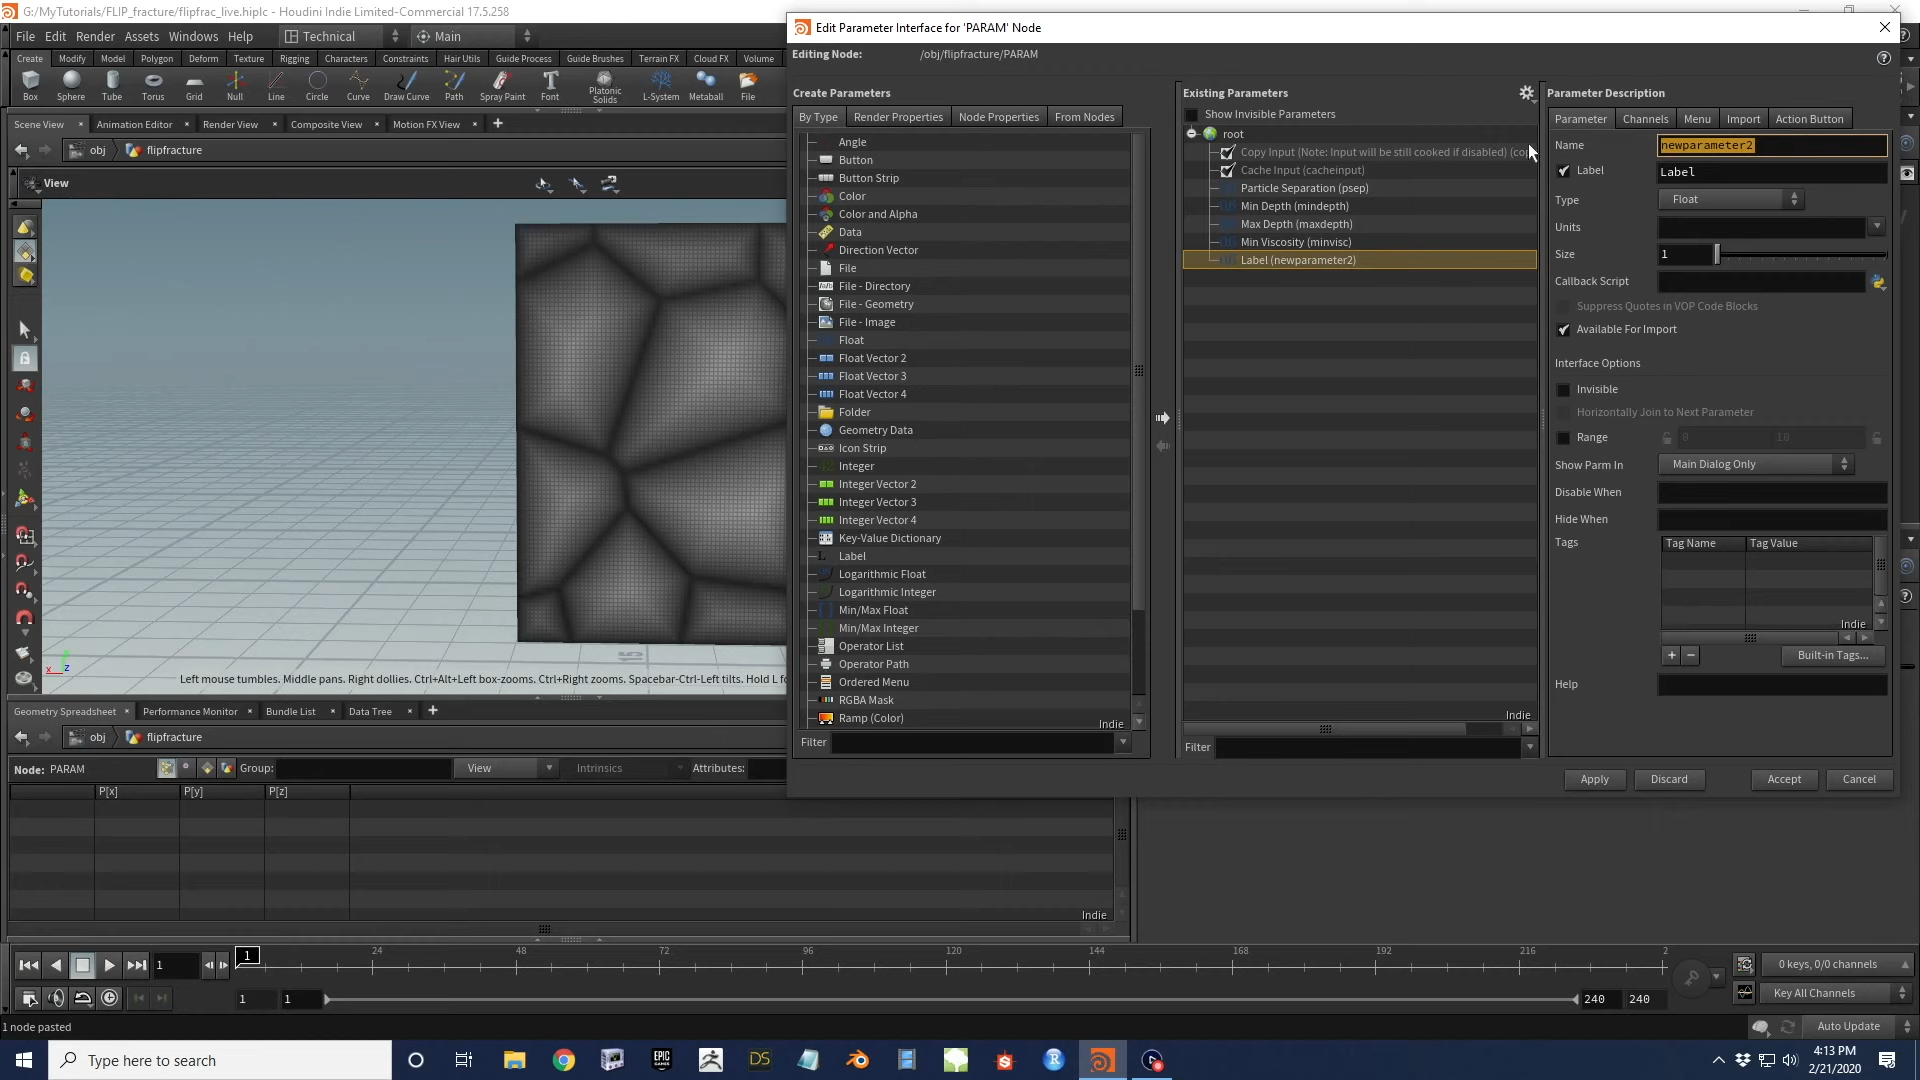 G:/MyTutorials/FLIP_fracture/flipfrac_live.hiplc - Houdini Indie Limited-Commercial 17.5.258
File Edit Render Assets Windows Help Technical Main
Create Modify Model Polygon Deform Texture Rigging Characters Constraints Hair Utils Guide Process Guide Brushes Terrain FX Cloud FX Volume
Box Sphere Tube Torus Grid Null Line Circle Curve Draw Curve Path Spray Paint Font Platonic Solids L-System Metaball File
Scene View Animation Editor Render View Composite View Motion FX View
obj flipfracture
View
x z
15
Left mouse tumbles. Middle pans. Right dollies. Ctrl+Alt+Left box-zooms. Ctrl+Right zooms. Spacebar-Ctrl-Left tilts. Hold L fo
Geometry Spreadsheet Performance Monitor Bundle List Data Tree
obj flipfracture
Node: PARAM Group: View Intrinsics Attributes:
P[x] P[y] P[z]
Indie
Edit Parameter Interface for 'PARAM' Node
Editing Node: /obj/flipfracture/PARAM
Create Parameters
By Type Render Properties Node Properties From Nodes
Angle
Button
Button Strip
Color
Color and Alpha
Data
Direction Vector
File
File - Directory
File - Geometry
File - Image
Float
Float Vector 2
Float Vector 3
Float Vector 4
Folder
Geometry Data
Icon Strip
Integer
Integer Vector 2
Integer Vector 3
Integer Vector 4
Key-Value Dictionary
Label
Logarithmic Float
Logarithmic Integer
Min/Max Float
Min/Max Integer
Operator List
Operator Path
Ordered Menu
RGBA Mask
Ramp (Color)
Indie
Filter
Existing Parameters
Show Invisible Parameters
root
Copy Input (Note: Input will be still cooked if disabled) (cop
Cache Input (cacheinput)
Particle Separation (psep)
Min Depth (mindepth)
Max Depth (maxdepth)
Min Viscosity (minvisc)
Label (newparameter2)
Indie
Filter
Parameter Description
Parameter Channels Menu Import Action Button
Name newparameter2
Label Label
Type Float
Units
Size 1
Callback Script
Suppress Quotes in VOP Code Blocks
Available For Import
Interface Options
Invisible
Horizontally Join to Next Parameter
Range 0 10
Show Parm In Main Dialog Only
Disable When
Hide When
Tags Tag Name Tag Value
Indie
+ − Built-in Tags...
Help
Apply Discard Accept Cancel
1 24 48 72 96 120 144 168 192 216 2
1
0 keys, 0/0 channels
1 1 240 240 Key All Channels
1 node pasted
Auto Update
Type here to search
4:13 PM
2/21/2020